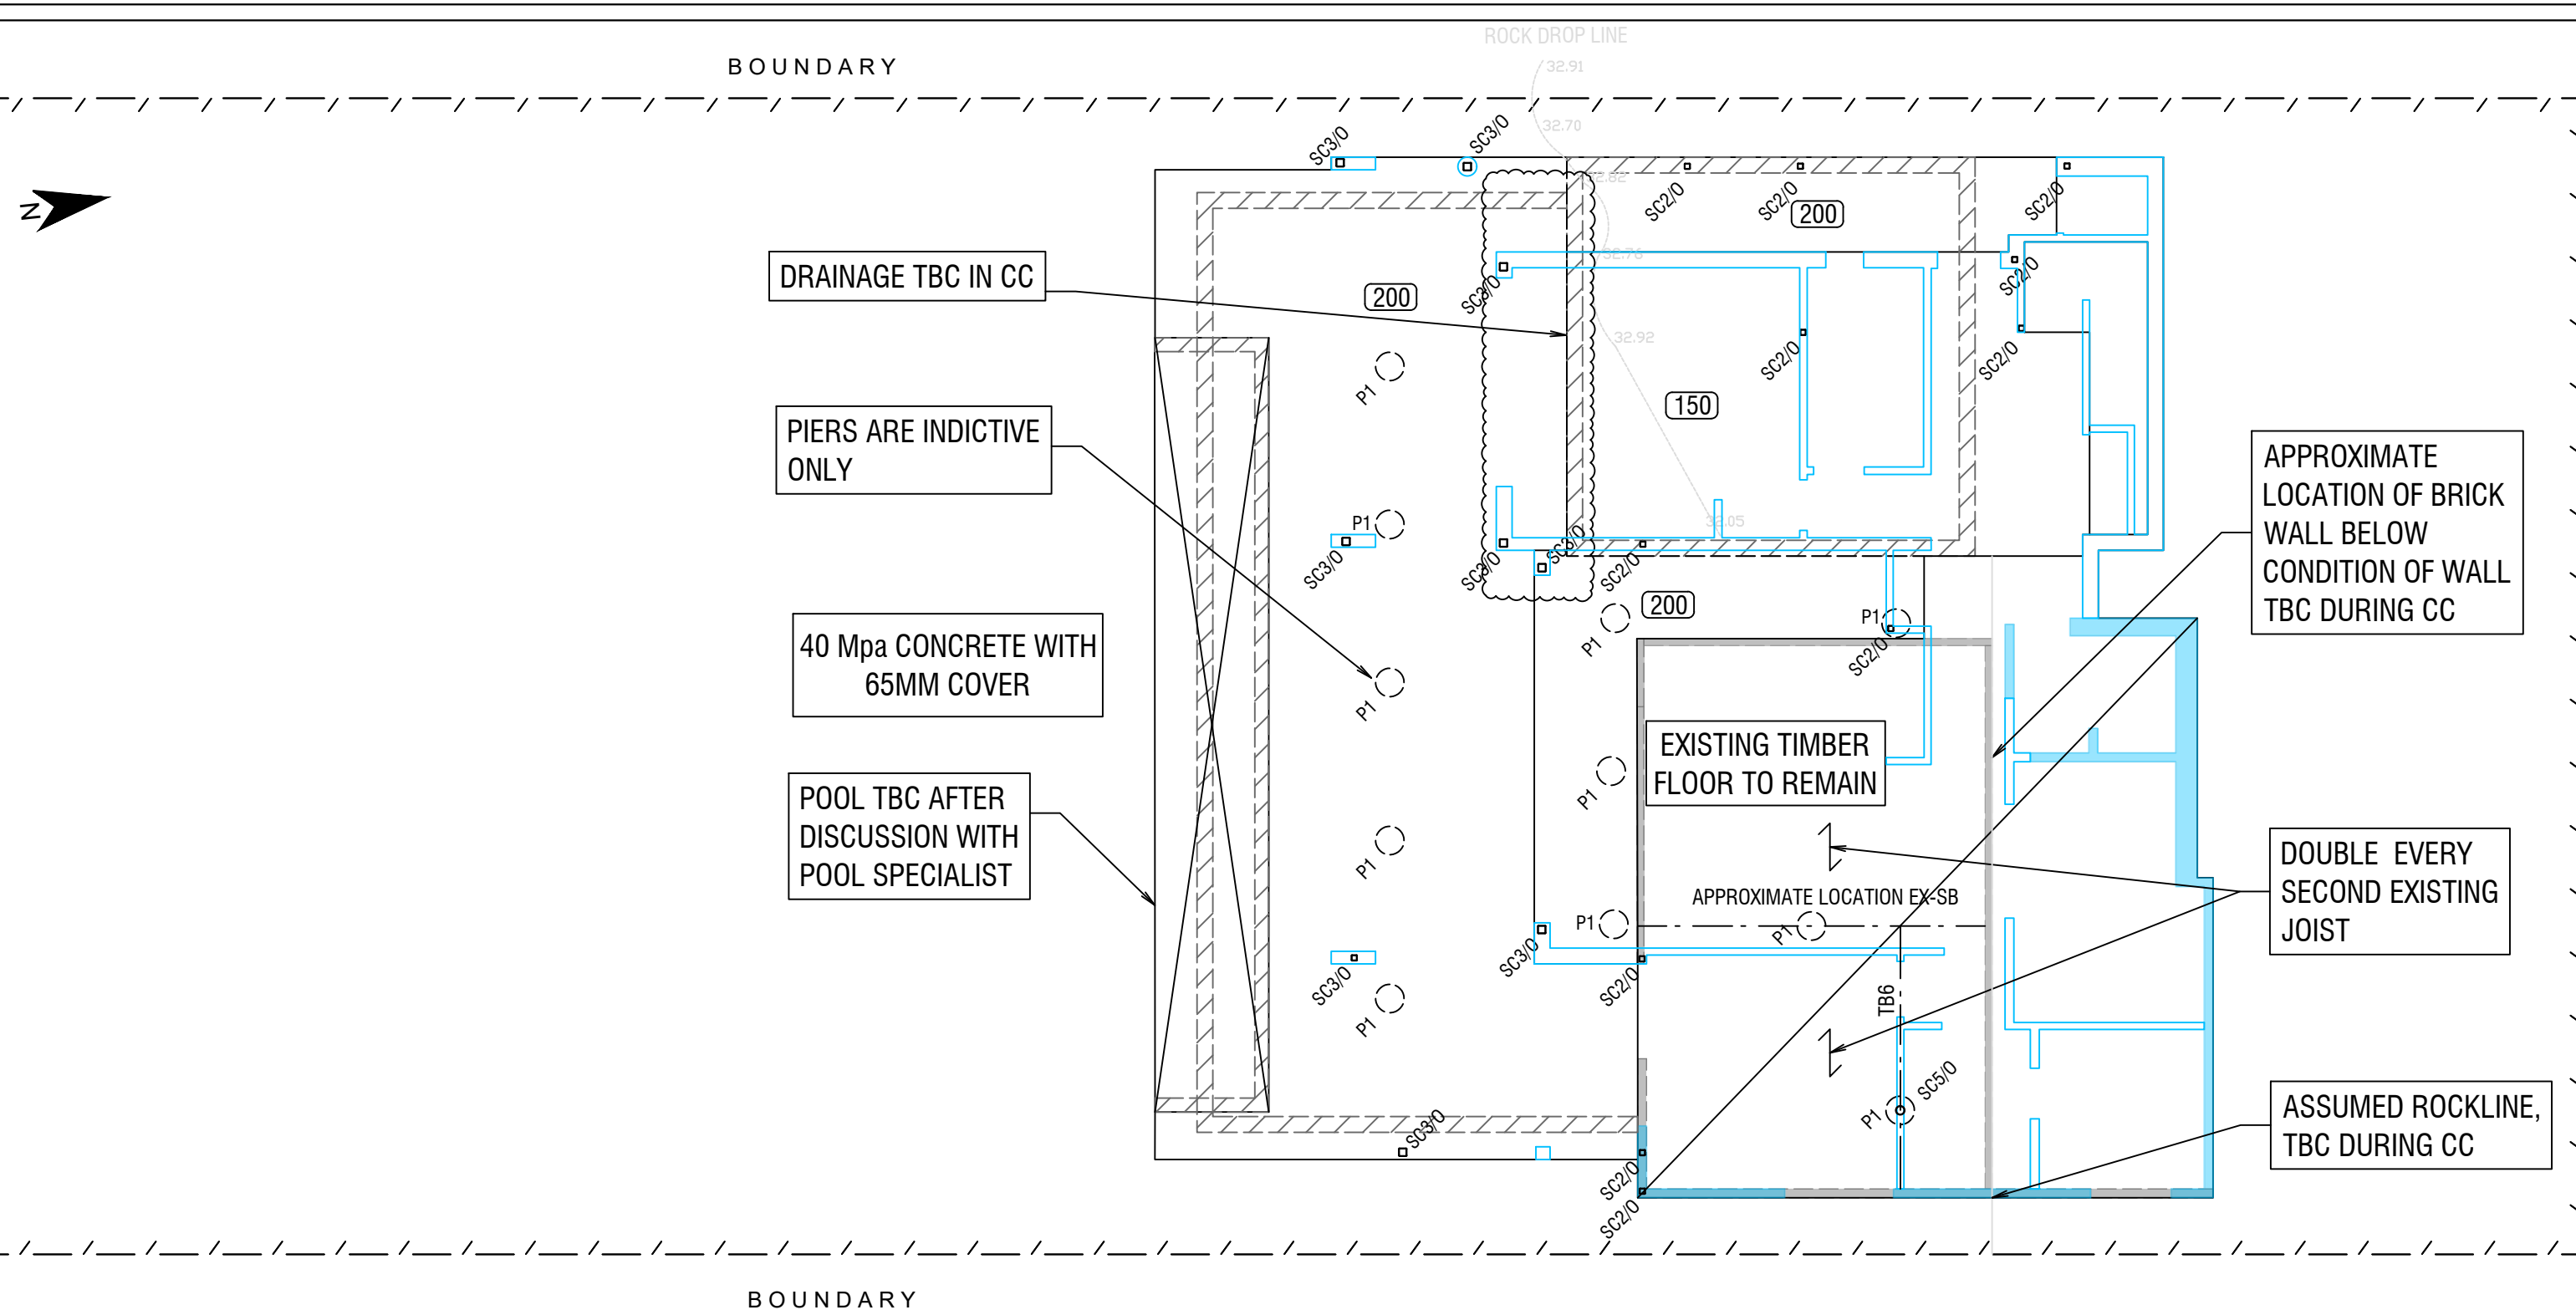 ROCK DROP LINE
BOUNDARY
32.91
32.70
SC3/0
SC3/0
32.82
SC2/0
SC2/0
SC2/0
200
N
32.76
DRAINAGE TBC IN CC
200
SC3/0
SC2/0
32.92
SC2/0
SC2/0
P1
150
PIERS ARE INDICTIVE
ONLY
APPROXIMATE
LOCATION OF BRICK
WALL BELOW
CONDITION OF WALL
TBC DURING CC
P1
32.05
SC3/0
SC3/0
SC3/0
SC2/0
200
P1
P1
SC2/0
40 Mpa CONCRETE WITH
65MM COVER
P1
EXISTING TIMBER
FLOOR TO REMAIN
P1
POOL TBC AFTER
DISCUSSION WITH
POOL SPECIALIST
P1
DOUBLE EVERY
SECOND EXISTING
JOIST
APPROXIMATE LOCATION EX-SB
P1
P1
SC3/0
SC3/0
SC2/0
TB6
P1
SC5/0
P1
SC3/0
ASSUMED ROCKLINE,
TBC DURING CC
SC2/0
SC2/0
BOUNDARY